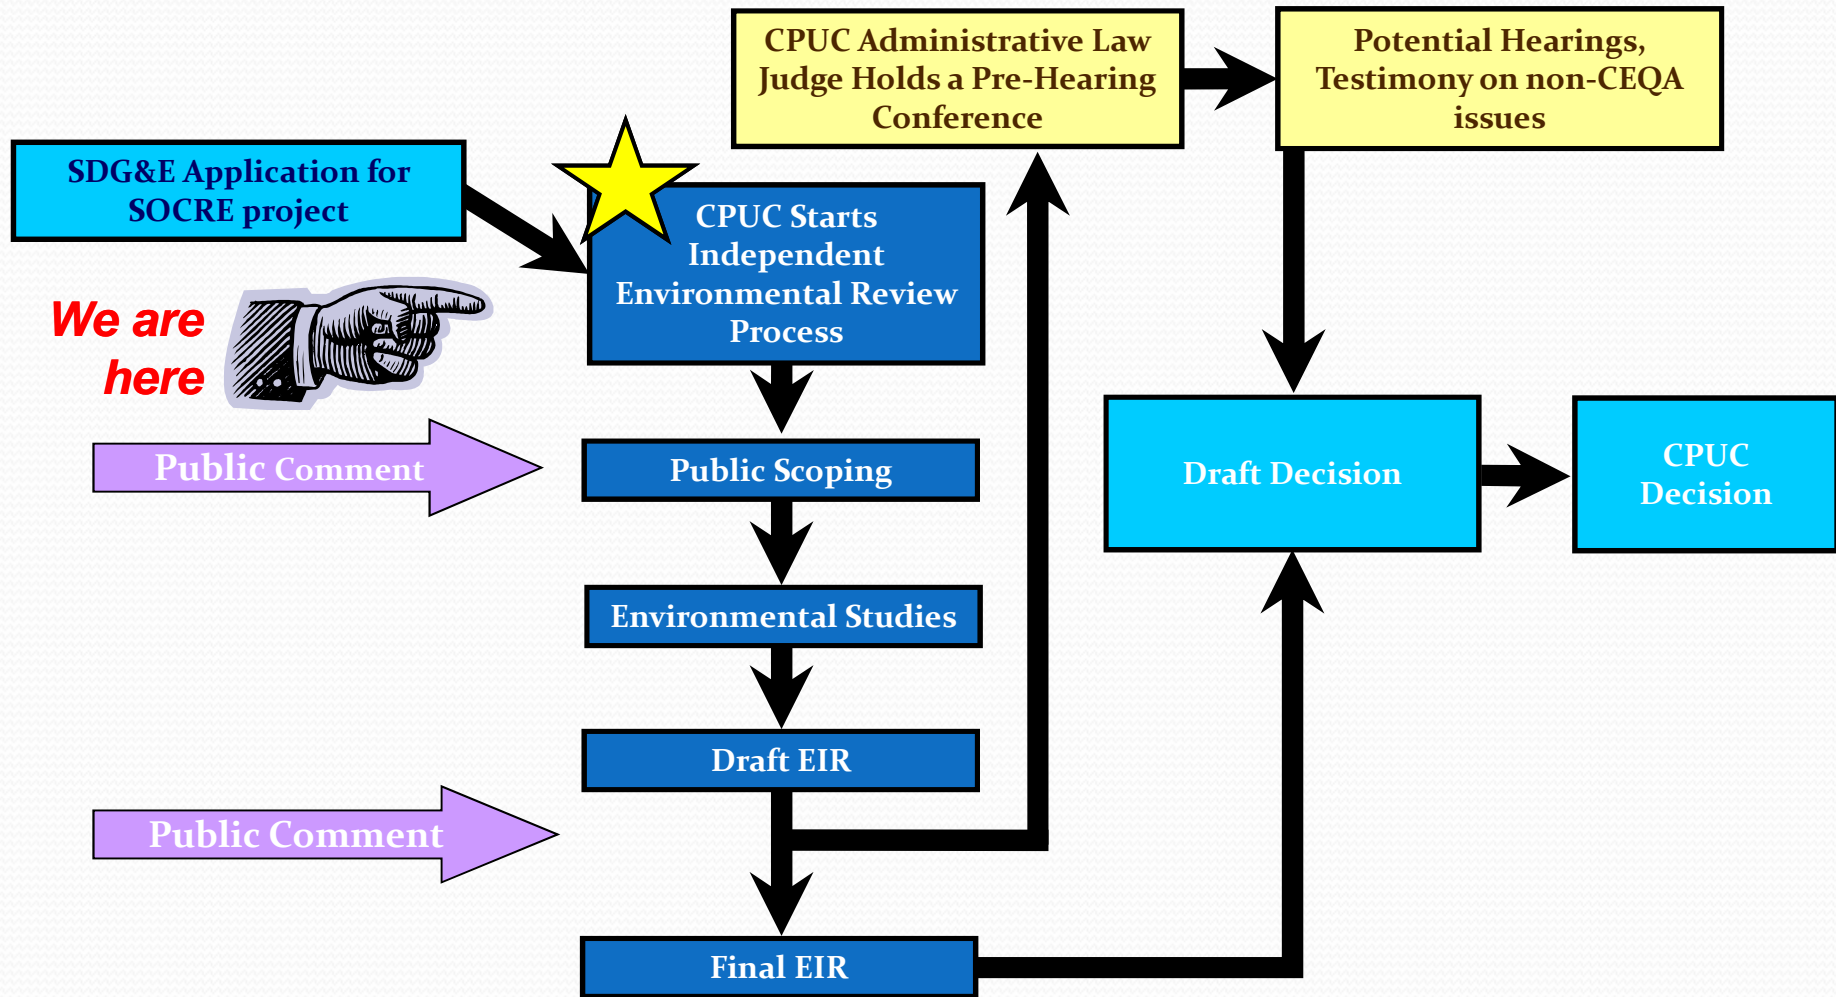 CPUC Administrative Law
Judge Holds a Pre-Hearing
Conference
Potential Hearings,
Testimony on non-CEQA
issues
SDG&E Application for
SOCRE project
CPUC Starts
Independent
Environmental Review
Process
We are
here
Public Comment
Public Scoping
Draft Decision
CPUC
Decision
Environmental Studies
Draft EIR
Public Comment
Final EIR